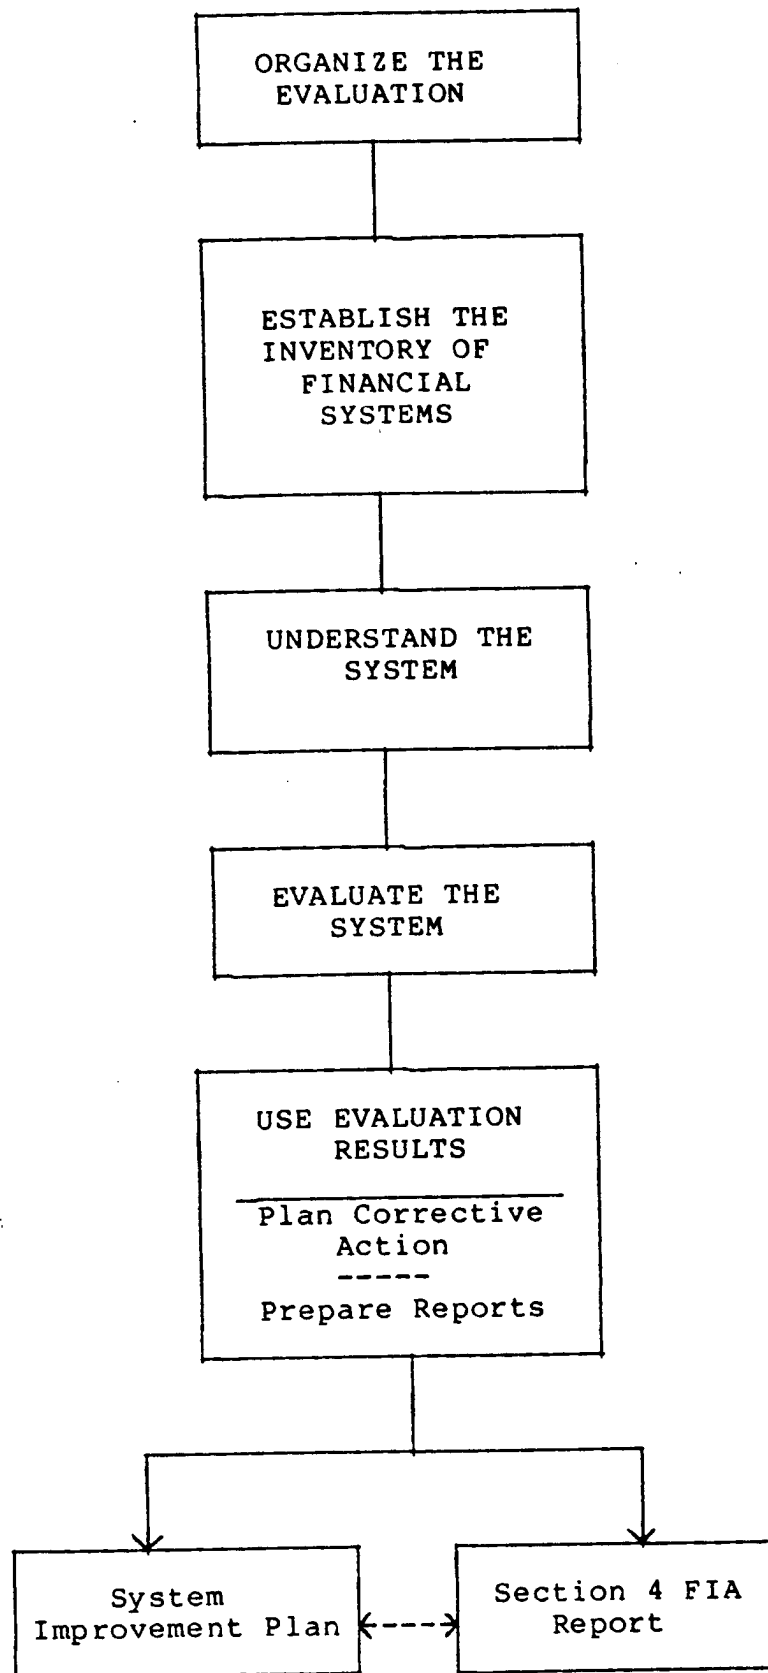 ORGANIZE THE
EVALUATION
ESTABLISH THE
INVENTORY OF
FINANCIAL
SYSTEMS
UNDERSTAND THE
SYSTEM
EVALUATE THE
SYSTEM
USE EVALUATION
RESULTS
Plan Corrective
Action
-----
Prepare Reports
System
Improvement Plan
Section 4 FIA
Report